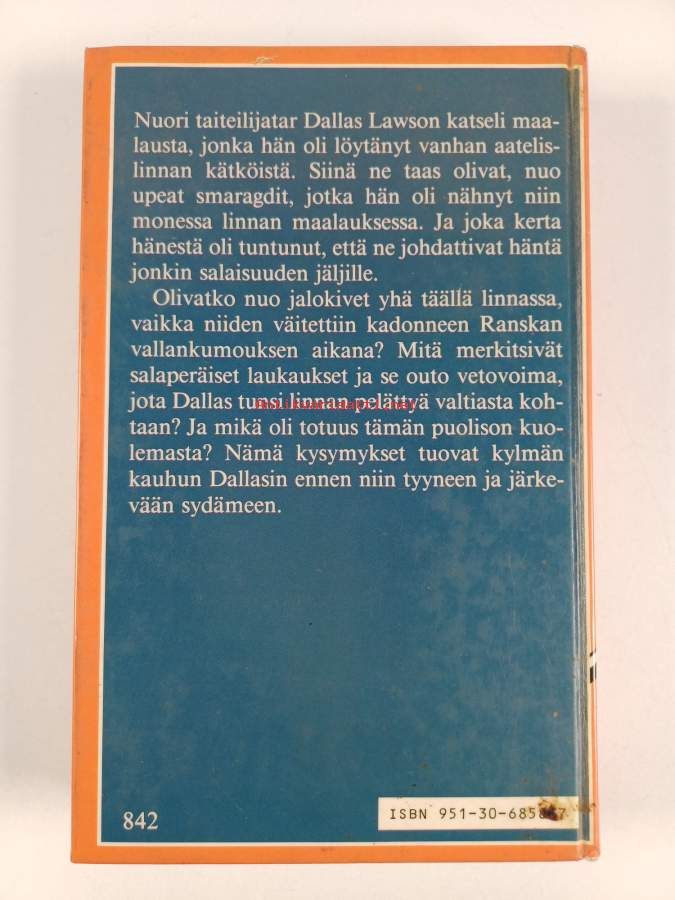 Nuori taiteilijatar Dallas Lawson katseli maa-
lausta, jonka hän oli löytänyt vanhan aatelis-
linnan kätköistä. Siinä ne taas olivat, nuo
upeat smaragdit, jotka hän oli nähnyt niin
monessa linnan maalauksessa. Ja joka kerta
hänestä oli tuntunut, että ne johdattivat häntä
jonkin salaisuuden jäljille.
Olivatko nuo jalokivet yhä täällä linnassa,
vaikka niiden väitettiin kadonneen Ranskan
vallankumouksen aikana? Mitä merkitsivät
salaperäiset laukaukset ja se outo vetovoima,
jota Dallas tunsi linnan pelättyä valtiasta koh-
taan? Ja mikä oli totuus tämän puolison kuo-
lemasta? Nämä kysymykset tuovat kylmän
kauhun Dallasin ennen niin tyyneen ja järke-
vään sydämeen.
842
ISBN